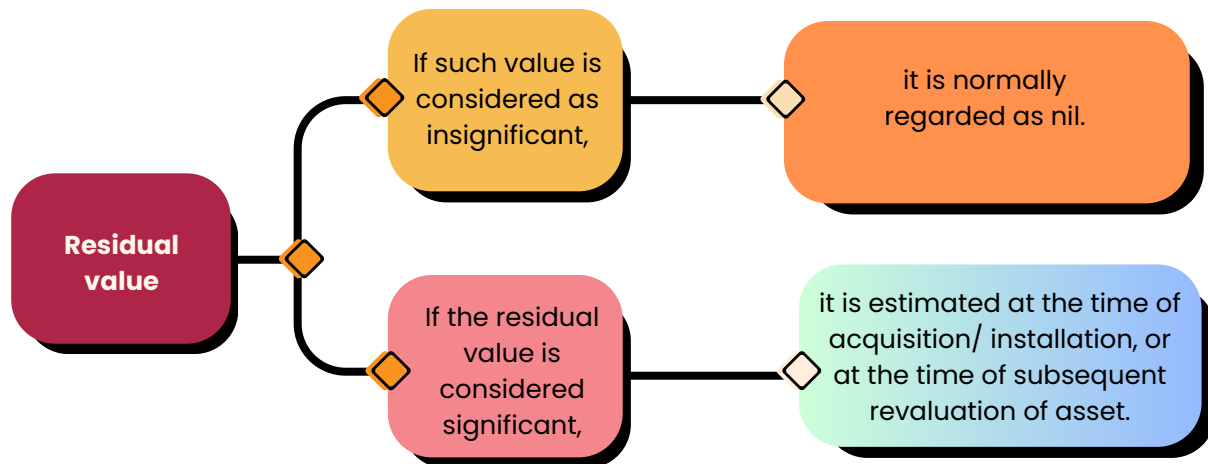 Residual
value
If such value is
considered as
insignificant,
it is normally
regarded as nil.
If the residual
value is
considered
significant,
it is estimated at the time of
acquisition/ installation, or
at the time of subsequent
revaluation of asset.